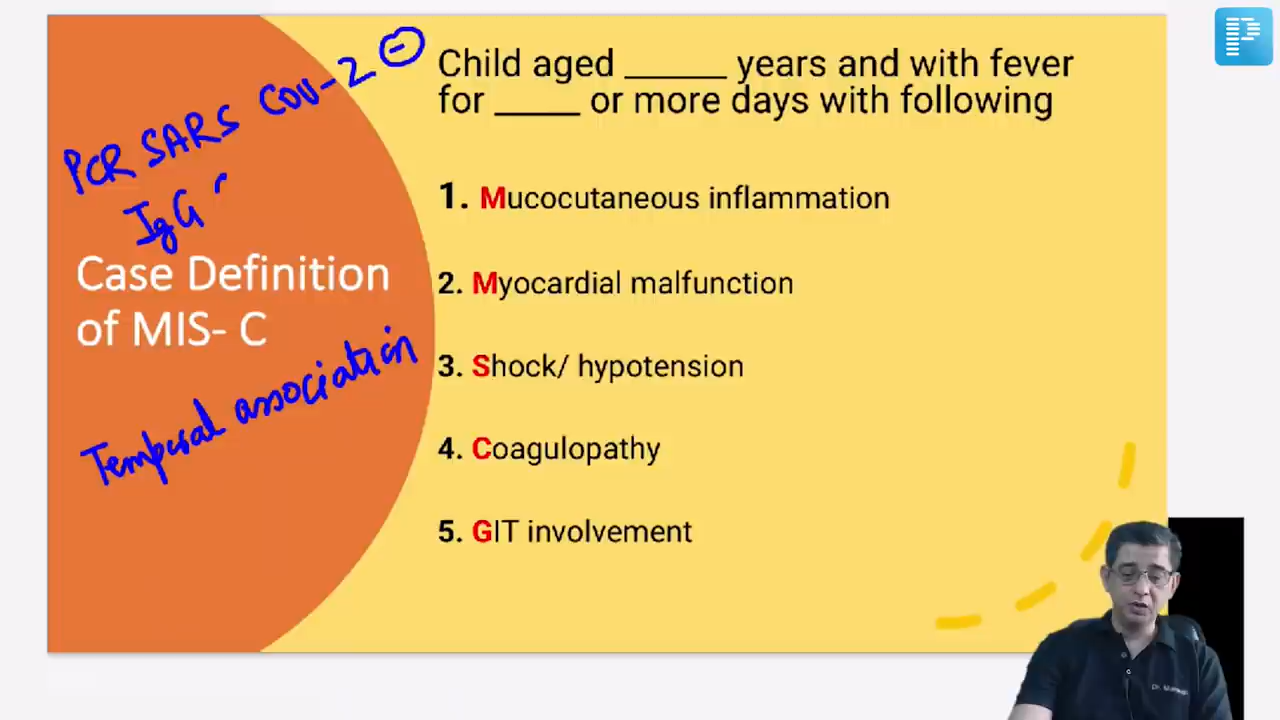 PCR SARS COV-2 -
IgG
Case Definition
of MIS- C
Temporal association
Child aged ______ years and with fever
for _____ or more days with following
1. Mucocutaneous inflammation
2. Myocardial malfunction
3. Shock/ hypotension
4. Coagulopathy
5. GIT involvement
P